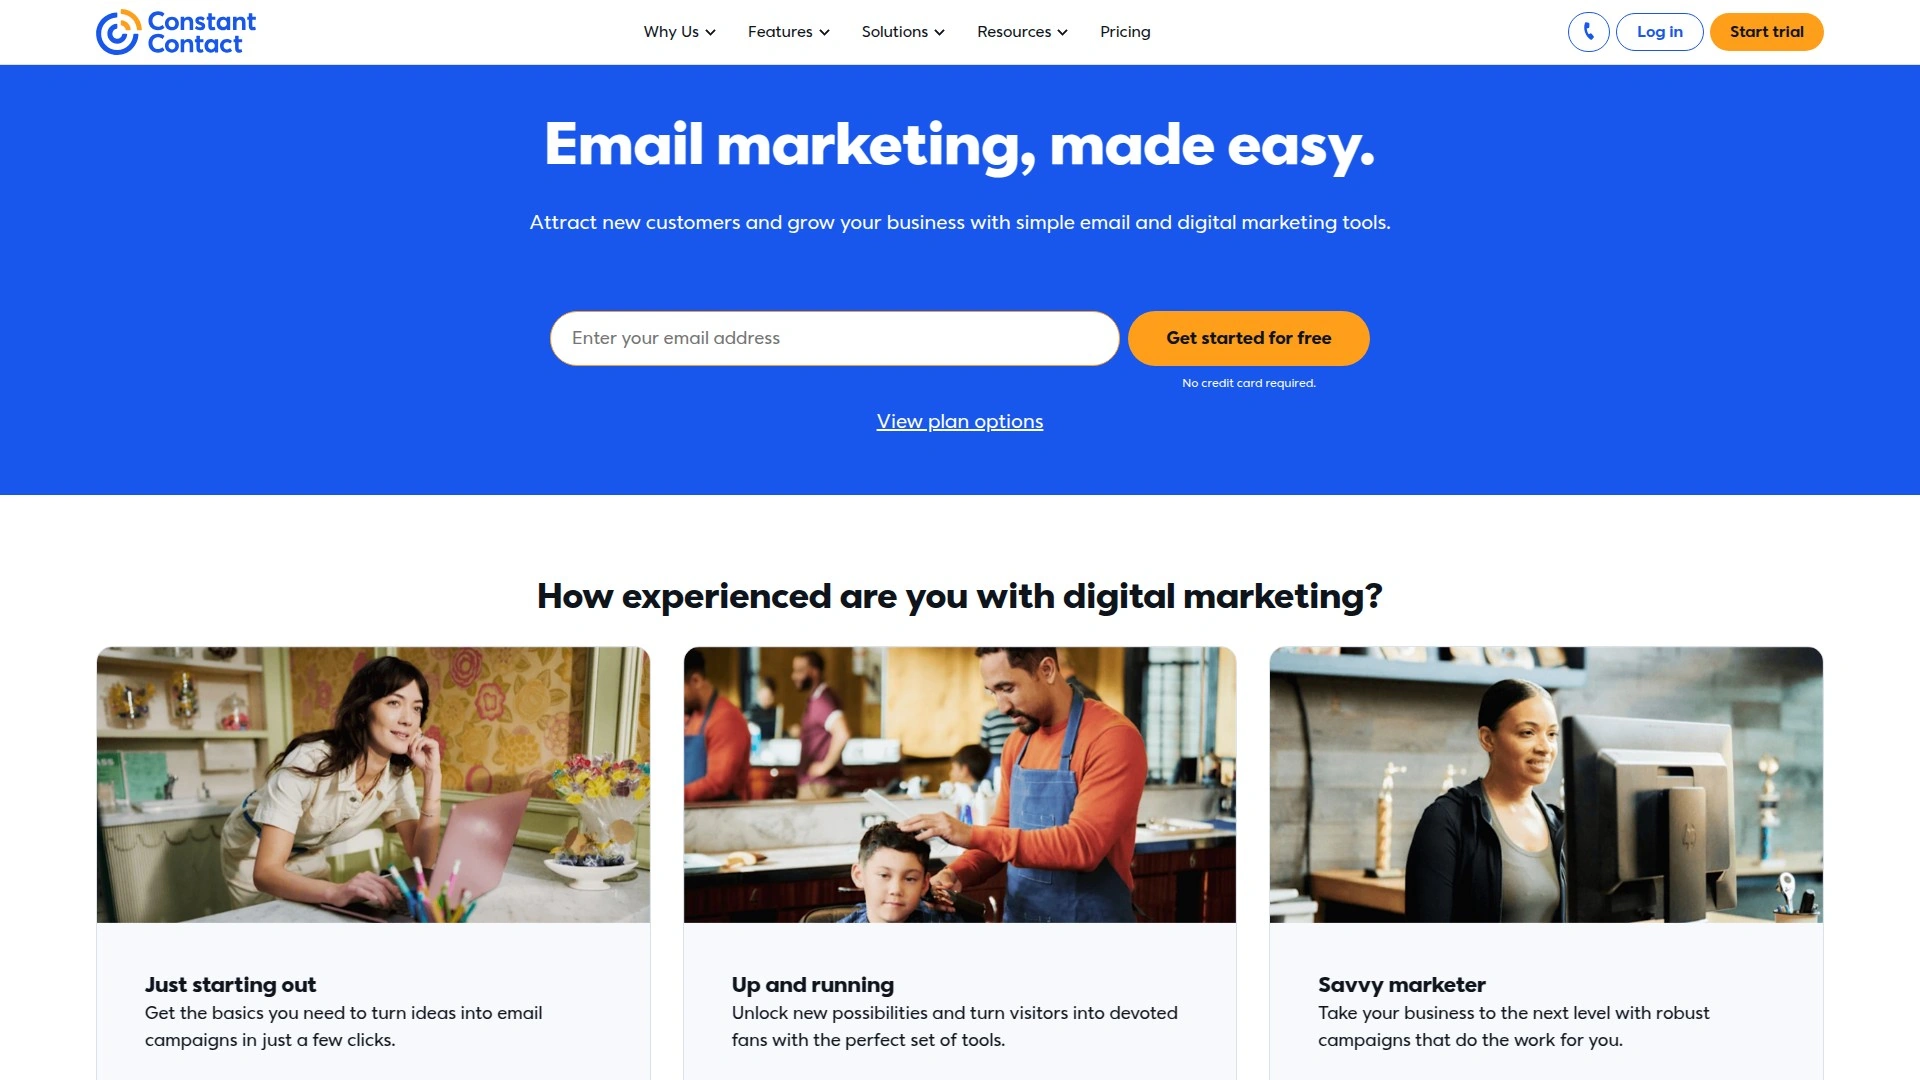 Constant
Contact
Why Us
Features
Solutions
Resources
Pricing
Log in
Start trial
Email marketing, made easy.
Attract new customers and grow your business with simple email and digital marketing tools.
Enter your email address
Get started for free
No credit card required.
View plan options
How experienced are you with digital marketing?
Just starting out
Get the basics you need to turn ideas into email
campaigns in just a few clicks.
Up and running
Unlock new possibilities and turn visitors into devoted
fans with the perfect set of tools.
Savvy marketer
Take your business to the next level with robust
campaigns that do the work for you.